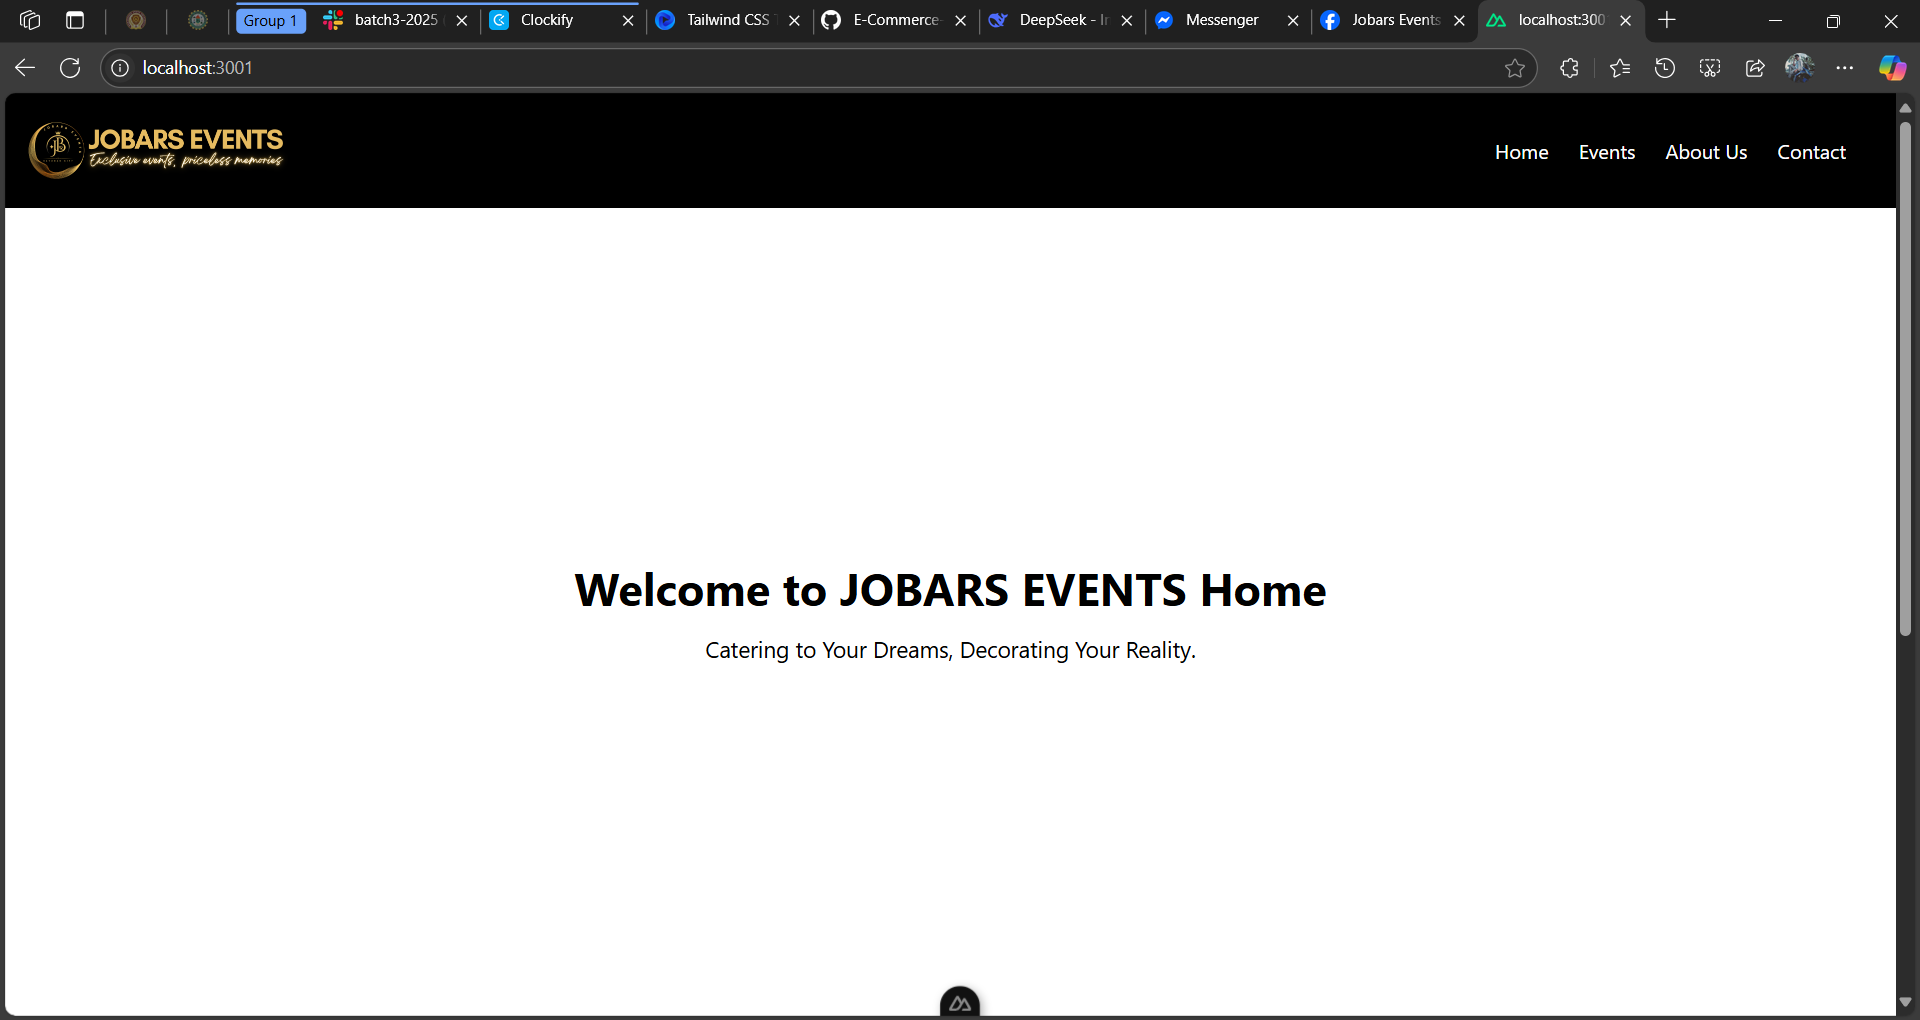 Group 1
batch3-2025
Clockify
Tailwind CSS
E-Commerce-
DeepSeek - In
Messenger
Jobars Events
localhost:300
localhost:3001
JOBARS EVENTS
Exclusive events, priceless memories
Home Events About Us Contact
Welcome to JOBARS EVENTS Home
Catering to Your Dreams, Decorating Your Reality.